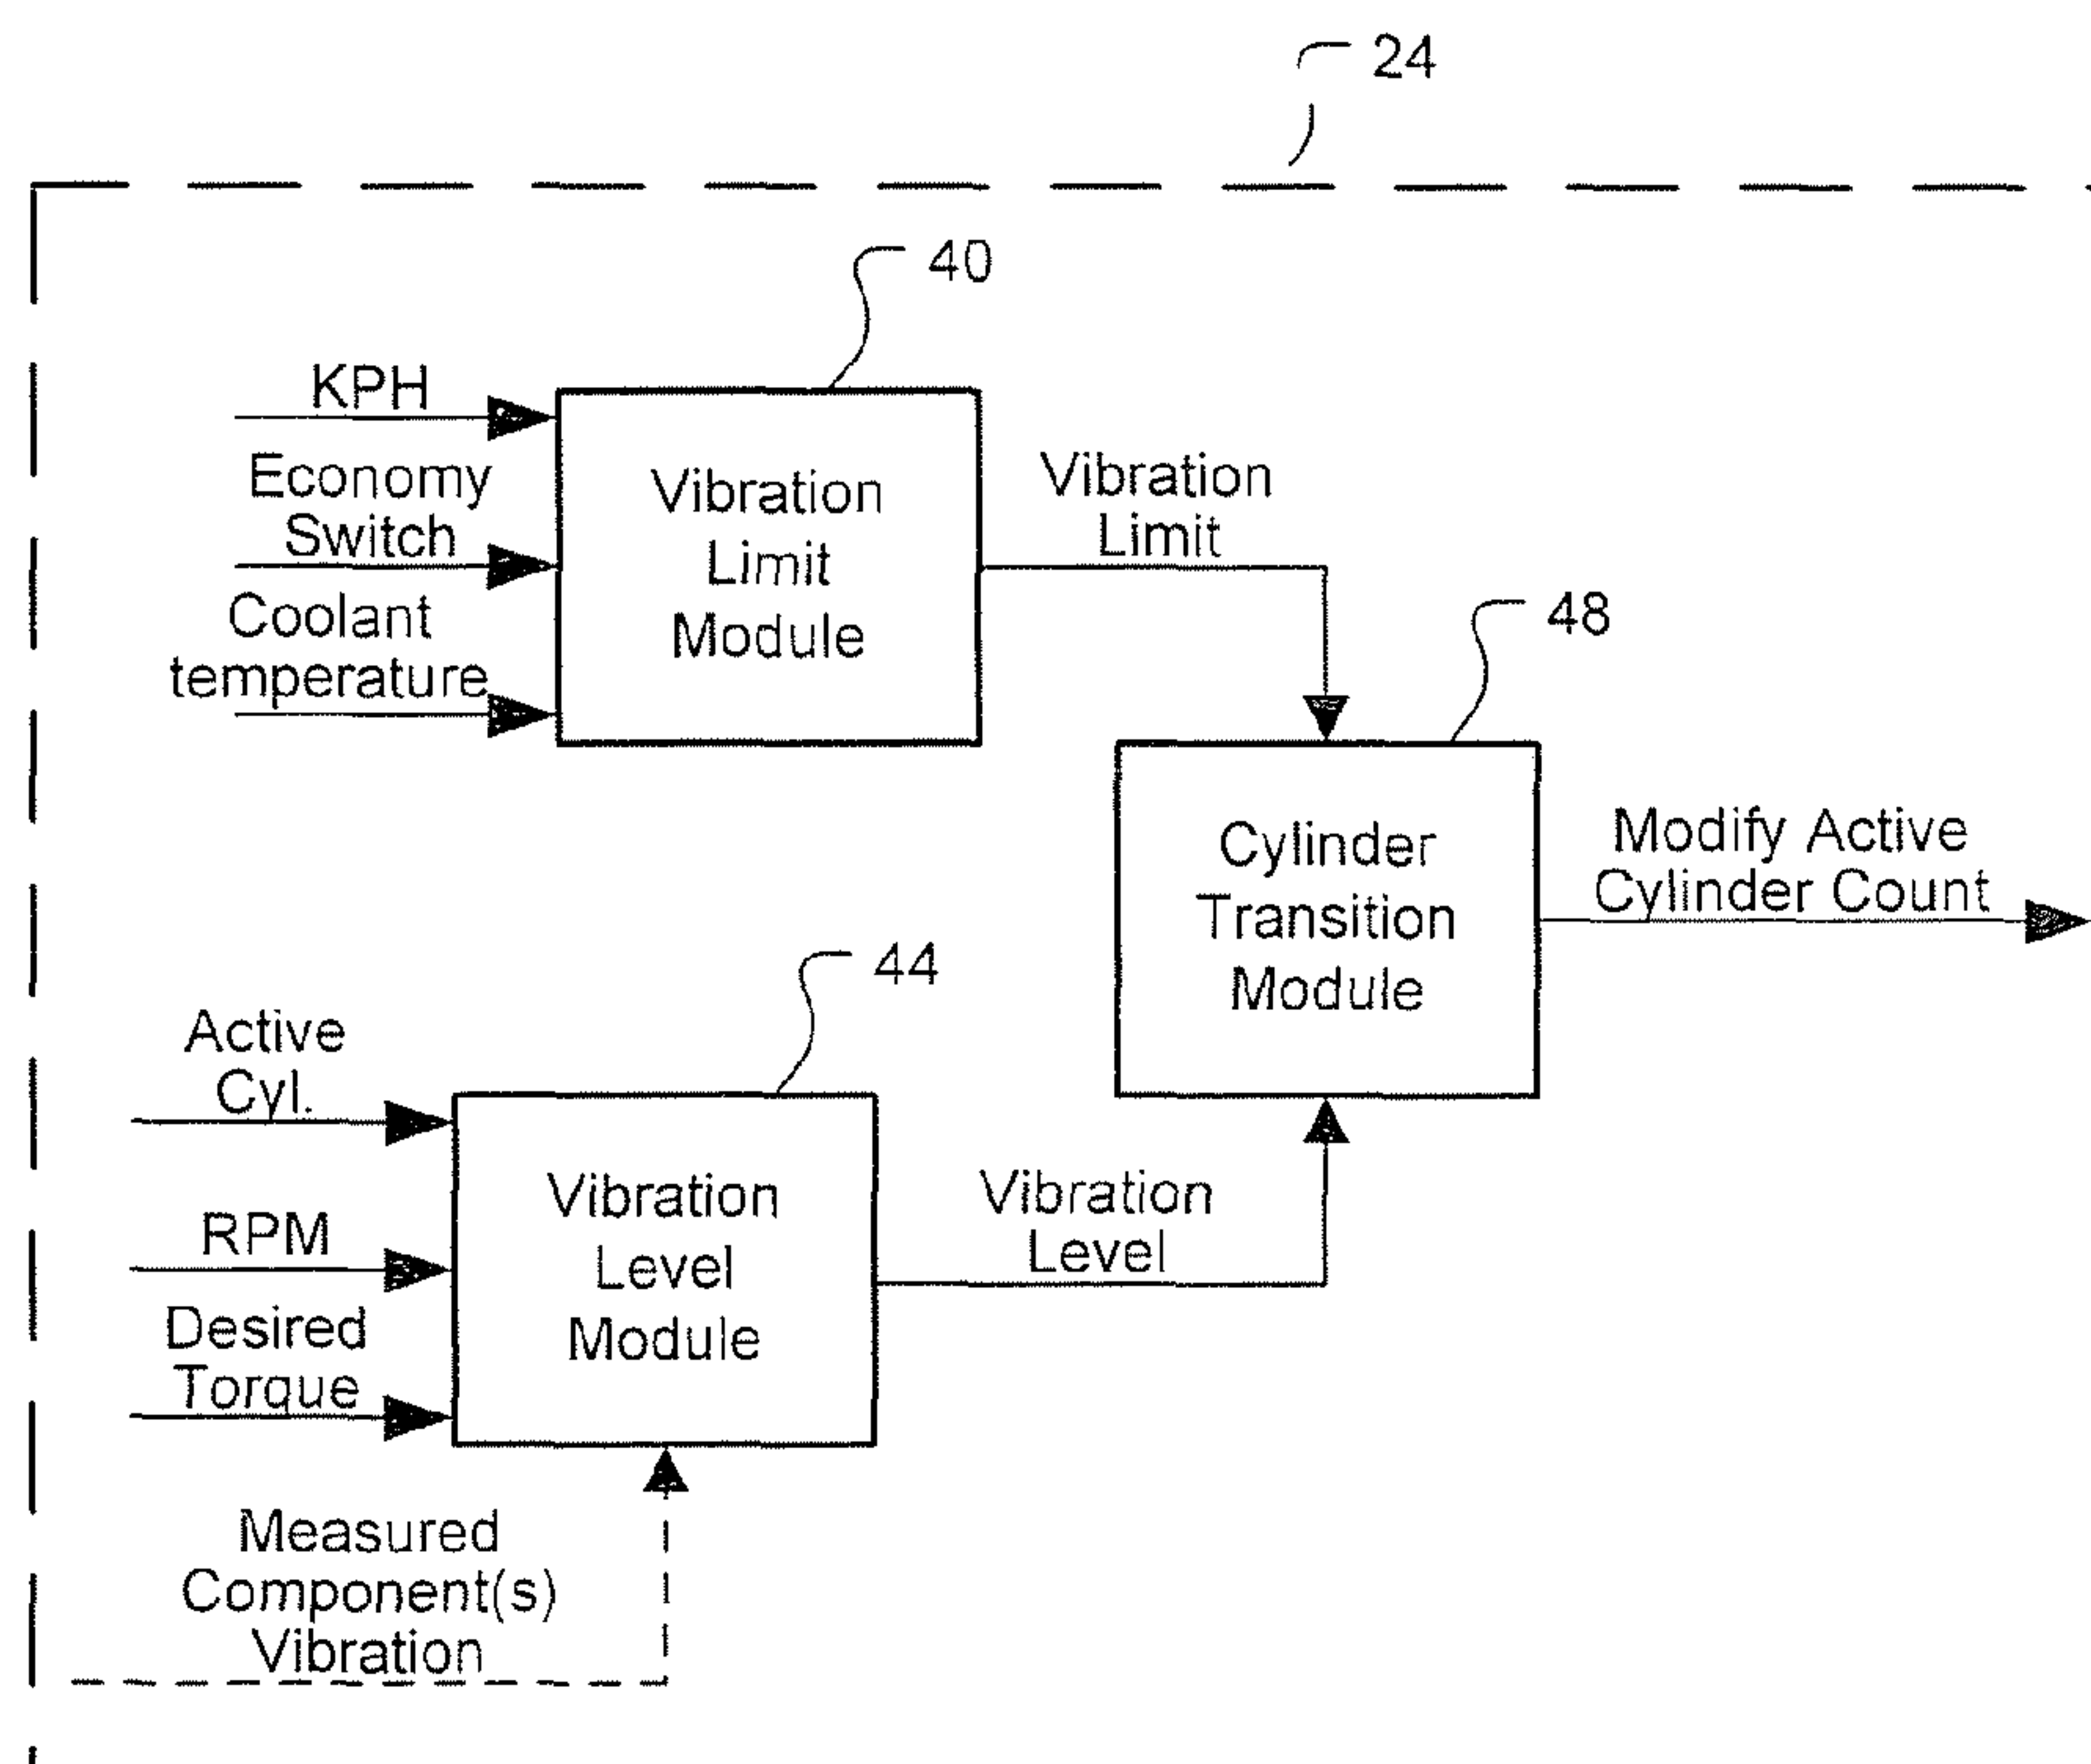 24
40
KPH
Economy
Switch
Coolant
temperature
Vibration
Limit
Module
Vibration
Limit
48
Cylinder
Transition
Module
Modify Active
Cylinder Count
44
Active
Cyl.
RPM
Desired
Torque
Vibration
Level
Module
Vibration
Level
Measured
Component(s)
Vibration